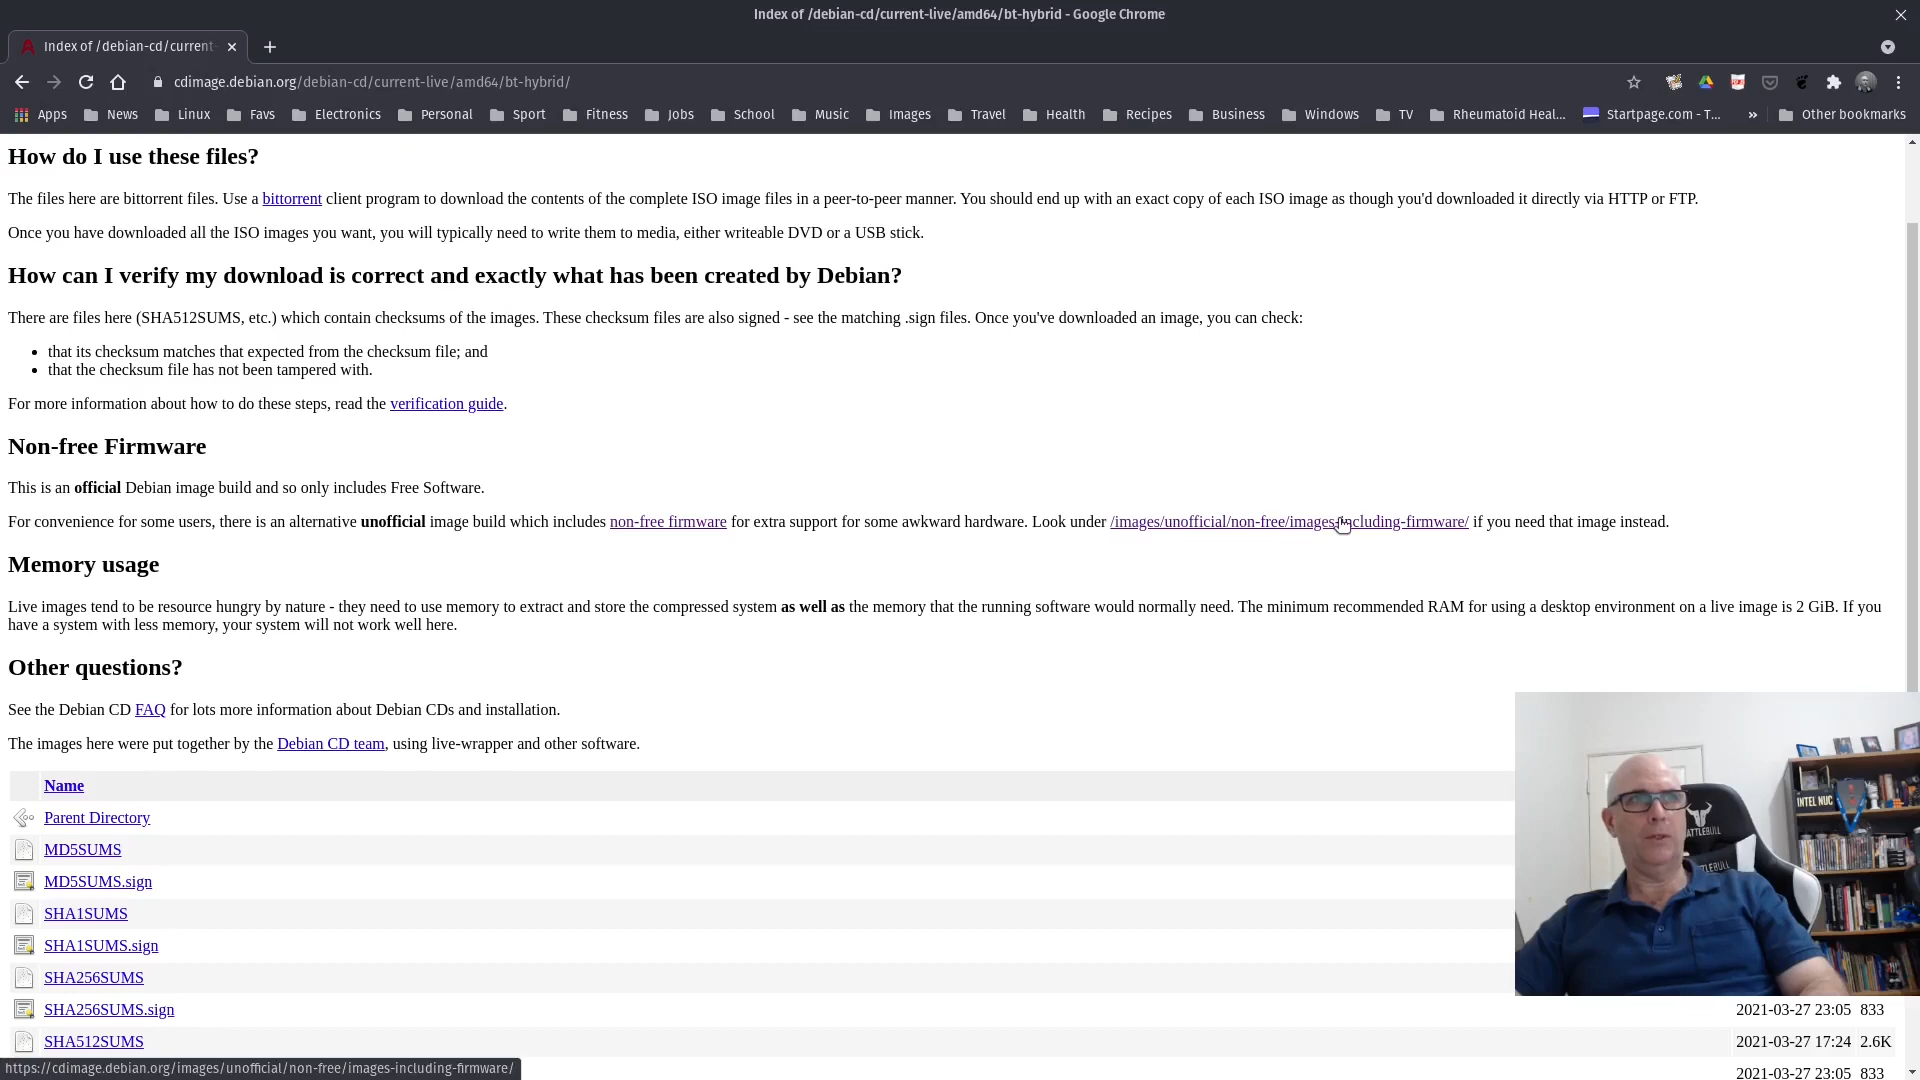 Index of /debian-cd/current-live/amd64/bt-hybrid - Google Chrome
Index of /debian-cd/current-
cdimage.debian.org/debian-cd/current-live/amd64/bt-hybrid/
Apps News Linux Favs Electronics Personal Sport Fitness Jobs School Music Images Travel Health Recipes Business Windows TV Rheumatoid Heal... Startpage.com - T... » Other bookmarks
How do I use these files?
The files here are bittorrent files. Use a bittorrent client program to download the contents of the complete ISO image files in a peer-to-peer manner. You should end up with an exact copy of each ISO image as though you'd downloaded it directly via HTTP or FTP.
Once you have downloaded all the ISO images you want, you will typically need to write them to media, either writeable DVD or a USB stick.
How can I verify my download is correct and exactly what has been created by Debian?
There are files here (SHA512SUMS, etc.) which contain checksums of the images. These checksum files are also signed - see the matching .sign files. Once you've downloaded an image, you can check:
• that its checksum matches that expected from the checksum file; and
• that the checksum file has not been tampered with.
For more information about how to do these steps, read the verification guide.
Non-free Firmware
This is an official Debian image build and so only includes Free Software.
For convenience for some users, there is an alternative unofficial image build which includes non-free firmware for extra support for some awkward hardware. Look under /images/unofficial/non-free/images-including-firmware/ if you need that image instead.
Memory usage
Live images tend to be resource hungry by nature - they need to use memory to extract and store the compressed system as well as the memory that the running software would normally need. The minimum recommended RAM for using a desktop environment on a live image is 2 GiB. If you
have a system with less memory, your system will not work well here.
Other questions?
See the Debian CD FAQ for lots more information about Debian CDs and installation.
The images here were put together by the Debian CD team, using live-wrapper and other software.
Name
Parent Directory
MD5SUMS
MD5SUMS.sign
SHA1SUMS
SHA1SUMS.sign
SHA256SUMS
SHA256SUMS.sign 2021-03-27 23:05 833
SHA512SUMS 2021-03-27 17:24 2.6K
2021-03-27 23:05 833
https://cdimage.debian.org/images/unofficial/non-free/images-including-firmware/
INTEL NUC